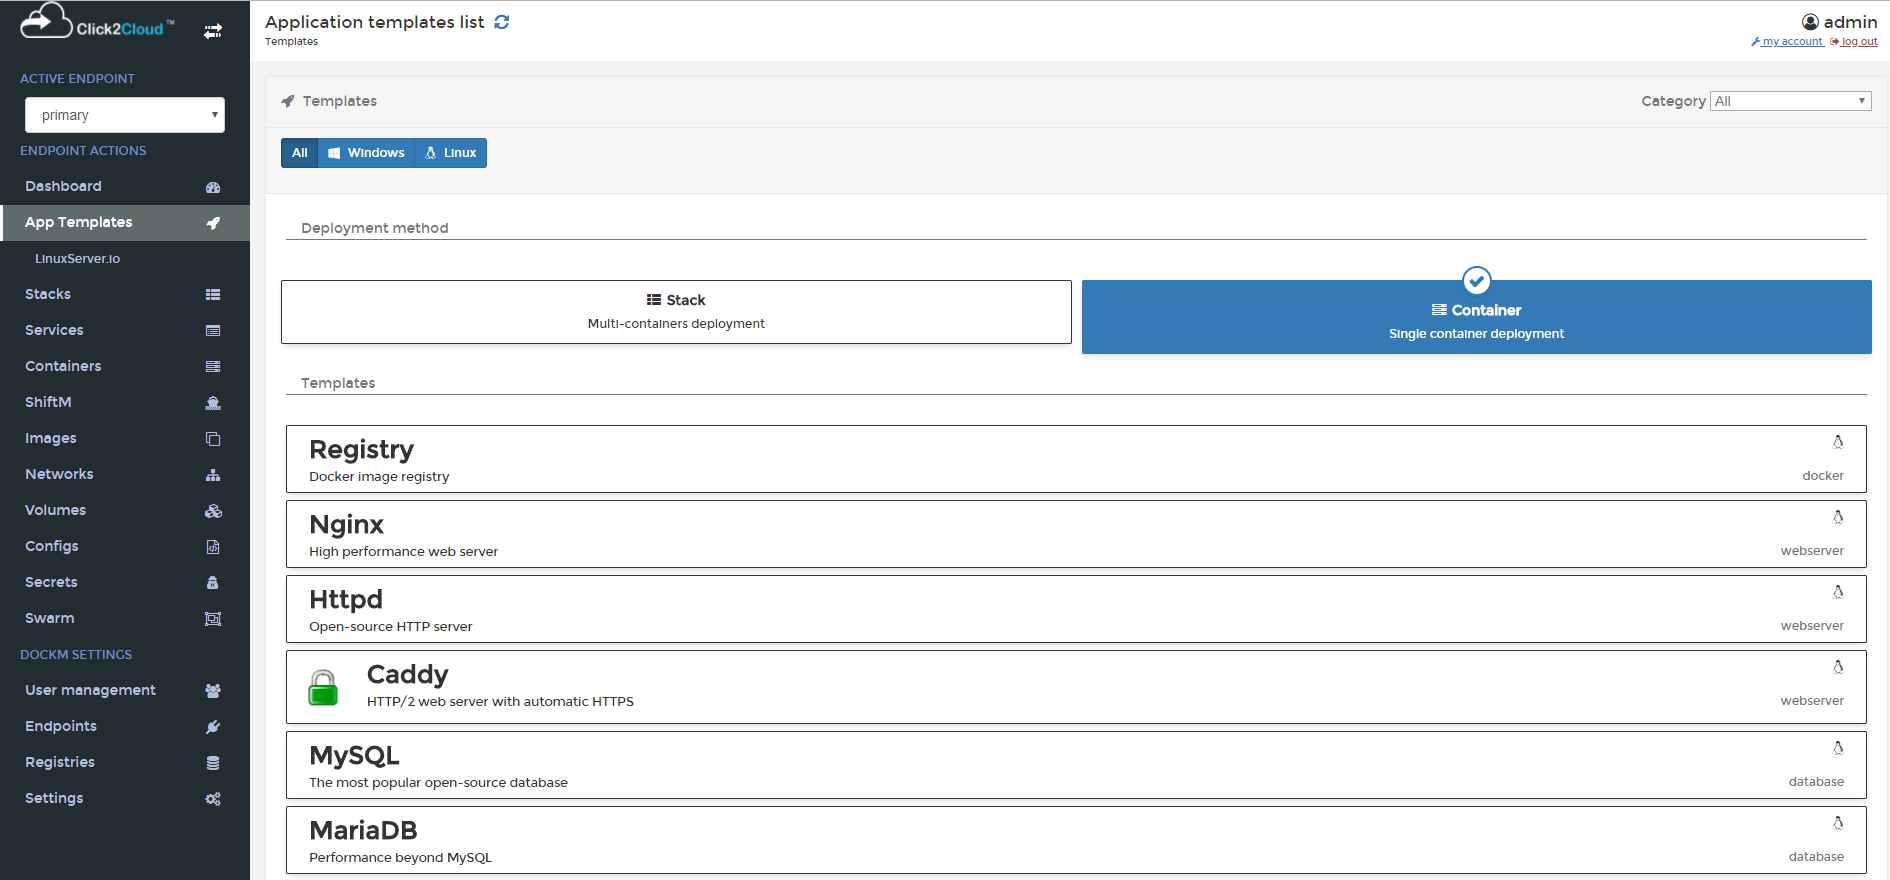 Click2Cloud™
ACTIVE ENDPOINT
primary
ENDPOINT ACTIONS
Dashboard
App Templates
LinuxServer.io
Stacks
Services
Containers
ShiftM
Images
Networks
Volumes
Configs
Secrets
Swarm
DOCKM SETTINGS
User management
Endpoints
Registries
Settings
Application templates list
Templates
admin
my account log out
Templates
Category All
All Windows Linux
Deployment method
Stack
Multi-containers deployment
Container
Single container deployment
Templates
Registry
Docker image registry
docker
Nginx
High performance web server
webserver
Httpd
Open-source HTTP server
webserver
Caddy
HTTP/2 web server with automatic HTTPS
webserver
MySQL
The most popular open-source database
database
MariaDB
Performance beyond MySQL
database